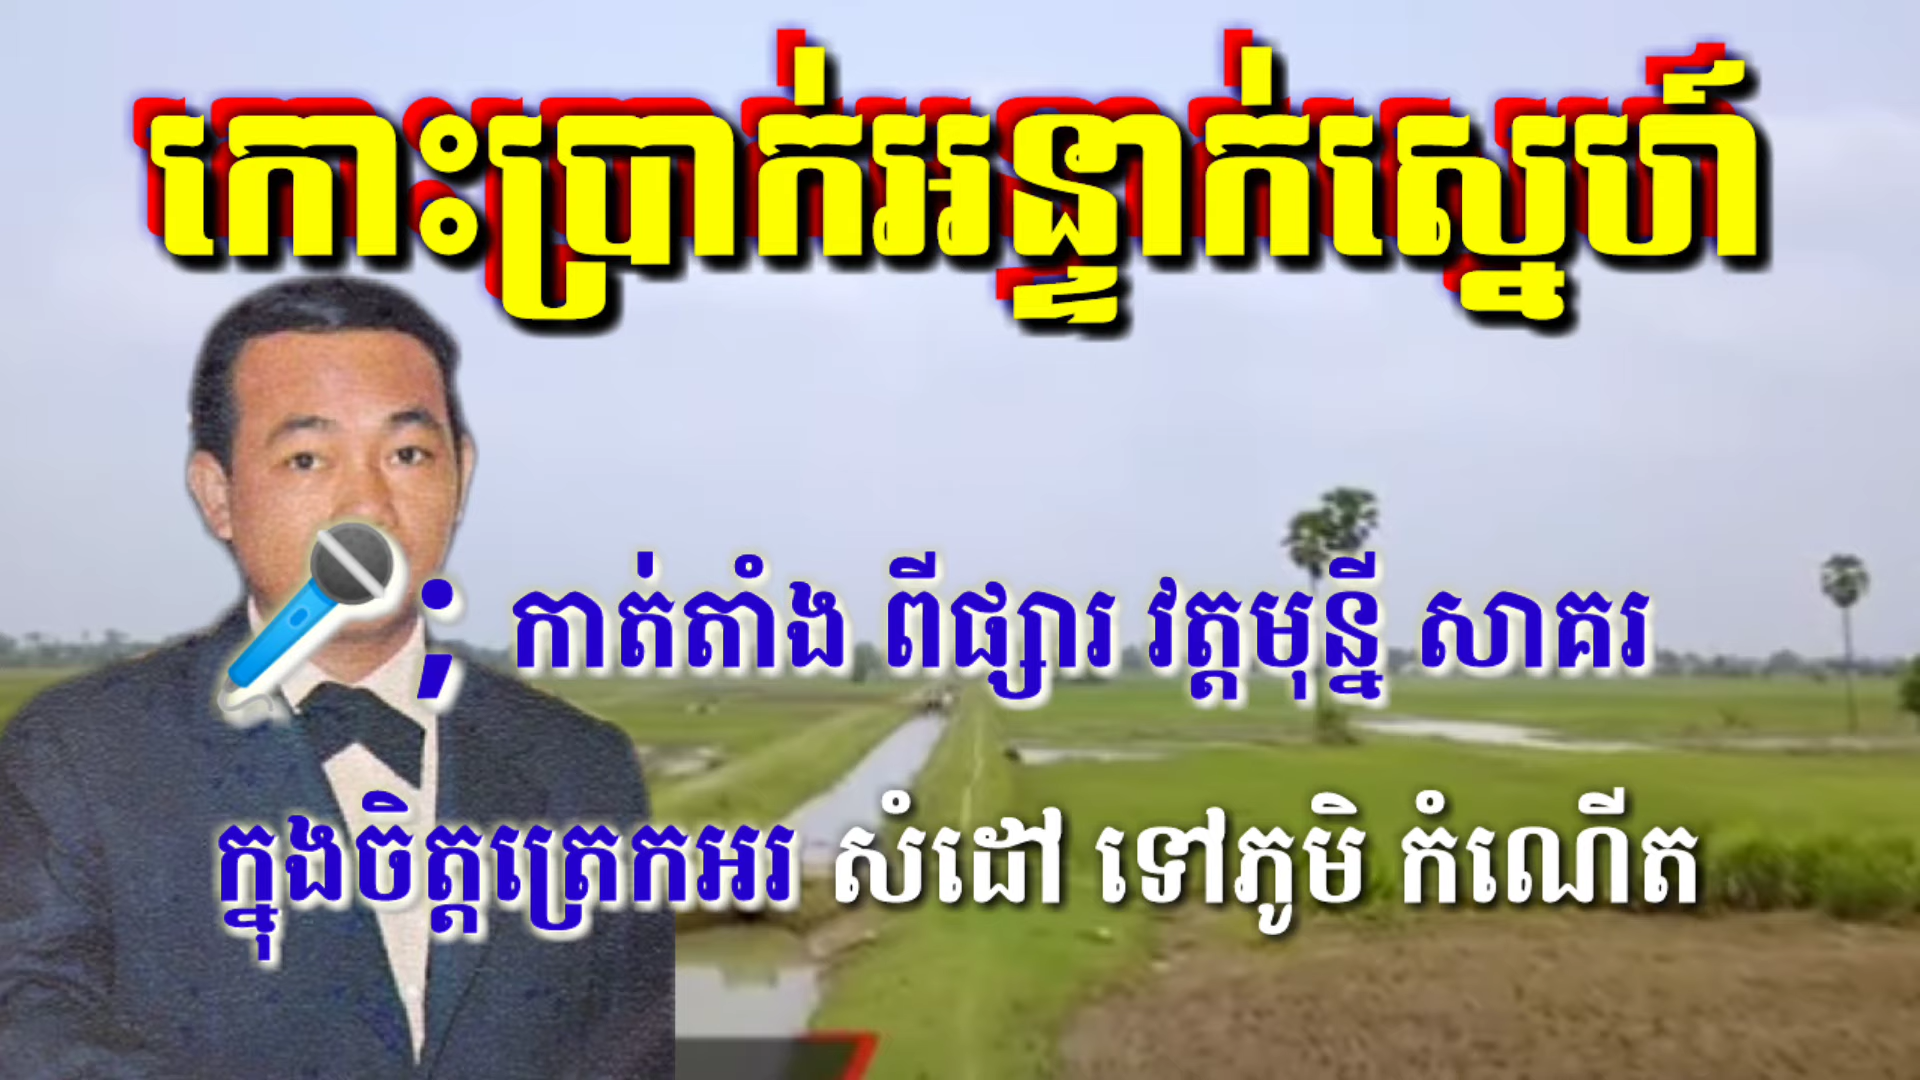 កោះប្រាក់អន្ទាក់ស្នេហ៍
; កាត់តាំង ពីផ្សារ វត្តមុន្នី សាគរ
ក្នុងចិត្តត្រេកអរ សំដៅ ទៅភូមិ កំណើត